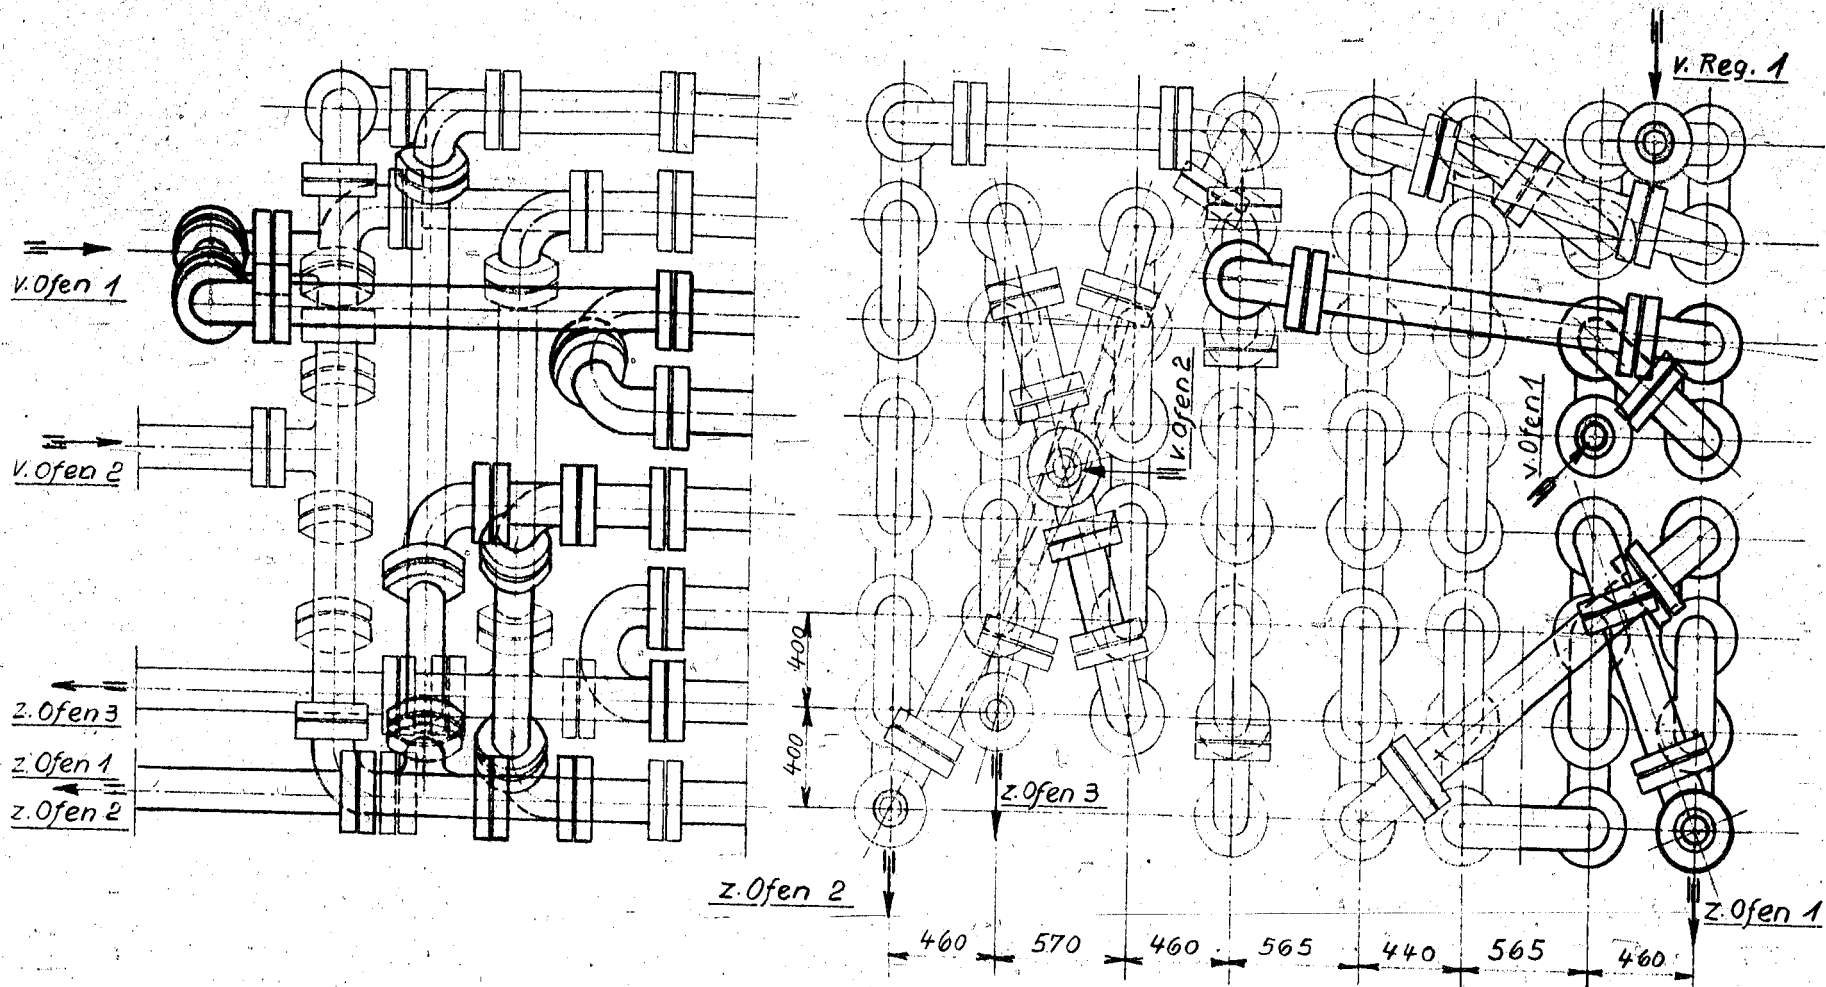 v. Reg. 1
v. Ofen 1
v. Ofen 2
z. Ofen 3
z. Ofen 1
z. Ofen 2
v. Ofen 2
v. Ofen 1
400
400
z. Ofen 3
z. Ofen 2
z. Ofen 1
460
570
460
565
440
565
460